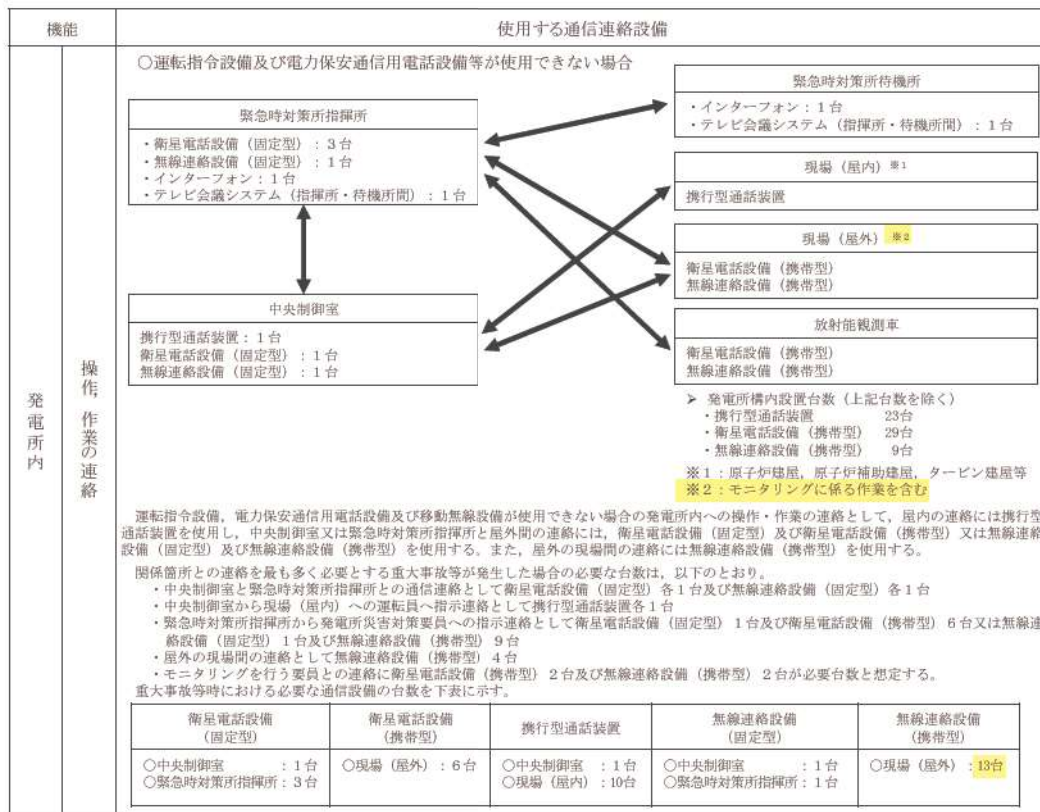 機能
使用する通信連絡設備
発電所内
操作,作業の連絡
○運転指令設備及び電力保安通信用電話設備等が使用できない場合
緊急時対策所指揮所
・衛星電話設備(固定型):3台
・無線連絡設備(固定型):1台
・インターフォン:1台
・テレビ会議システム(指揮所・待機所間):1台
中央制御室
携行型通話装置:1台
衛星電話設備(固定型):1台
無線連絡設備(固定型):1台
緊急時対策所待機所
・インターフォン:1台
・テレビ会議システム(指揮所・待機所間):1台
現場(屋内)※1
携行型通話装置
現場(屋外)※2
衛星電話設備(携帯型)
無線連絡設備(携帯型)
放射能観測車
衛星電話設備(携帯型)
無線連絡設備(携帯型)
➢ 発電所構内設置台数(上記台数を除く)
・携行型通話装置 23台
・衛星電話設備(携帯型) 29台
・無線連絡設備(携帯型) 9台
※1:原子炉建屋,原子炉補助建屋,タービン建屋等
※2:モニタリングに係る作業を含む
運転指令設備,電力保安通信用電話設備及び移動無線設備が使用できない場合の発電所内への操作・作業の連絡として,屋内の連絡には携行型
通話装置を使用し,中央制御室又は緊急時対策所指揮所と屋外間の連絡には,衛星電話設備(固定型)及び衛星電話設備(携帯型)又は無線連絡
設備(固定型)及び無線連絡設備(携帯型)を使用する。また,屋外の現場間の連絡には無線連絡設備(携帯型)を使用する。
関係箇所との連絡を最も多く必要とする重大事故等が発生した場合の必要な台数は,以下のとおり。
・中央制御室と緊急時対策所指揮所との通信連絡として衛星電話設備(固定型)各1台及び無線連絡設備(固定型)各1台
・中央制御室から現場(屋内)への運転員へ指示連絡として携行型通話装置各1台
・緊急時対策所指揮所から発電所災害対策要員への指示連絡として衛星電話設備(固定型)1台及び衛星電話設備(携帯型)6台又は無線連
絡設備(固定型)1台及び無線連絡設備(携帯型)9台
・屋外の現場間の連絡として無線連絡設備(携帯型)4台
・モニタリングを行う要員との連絡に衛星電話設備(携帯型)2台及び無線連絡設備(携帯型)2台が必要台数と想定する。
重大事故等時における必要な通信設備の台数を下表に示す。
衛星電話設備(固定型)
衛星電話設備(携帯型)
携行型通話装置
無線連絡設備(固定型)
無線連絡設備(携帯型)
○中央制御室 :1台
○緊急時対策所指揮所:3台
○現場(屋外):6台
○中央制御室 :1台
○現場(屋内):10台
○中央制御室 :1台
○緊急時対策所指揮所:1台
○現場(屋外):13台